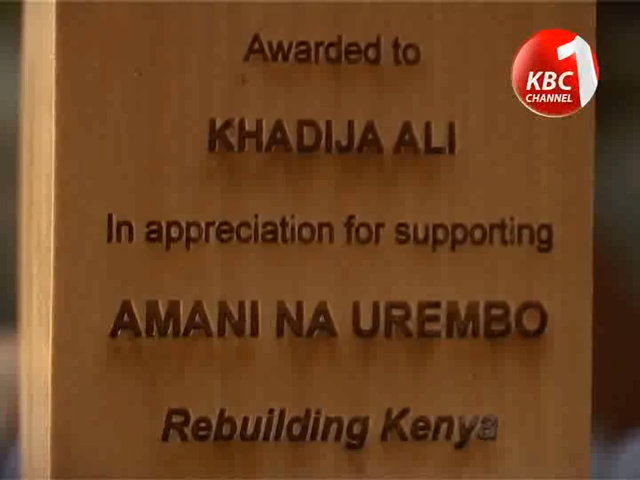 Awarded to
KHADIJA ALI
In appreciation for supporting
AMANI NA UREMBO
Rebuilding Kenya
KBC 1
CHANNEL